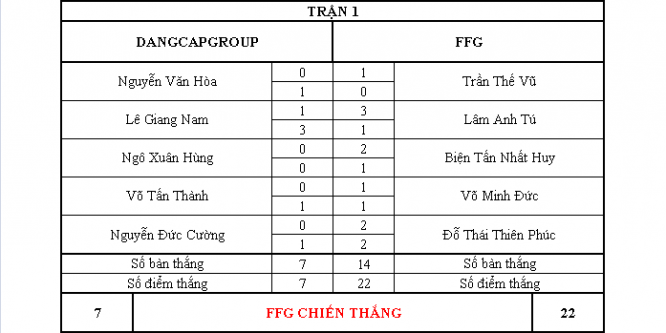 TRẬN 1
DANGCAPGROUP FFG
Nguyễn Văn Hòa 0 1 Trần Thế Vũ
1 0
Lê Giang Nam 1 3 Lâm Anh Tú
3 1
Ngô Xuân Hùng 0 2 Biện Tấn Nhất Huy
0 1
Võ Tấn Thành 0 1 Võ Minh Đức
1 1
Nguyễn Đức Cường 0 2 Đỗ Thái Thiên Phúc
1 2
Số bàn thắng 7 14 Số bàn thắng
Số điểm thắng 7 22 Số điểm thắng
7 FFG CHIẾN THẮNG 22